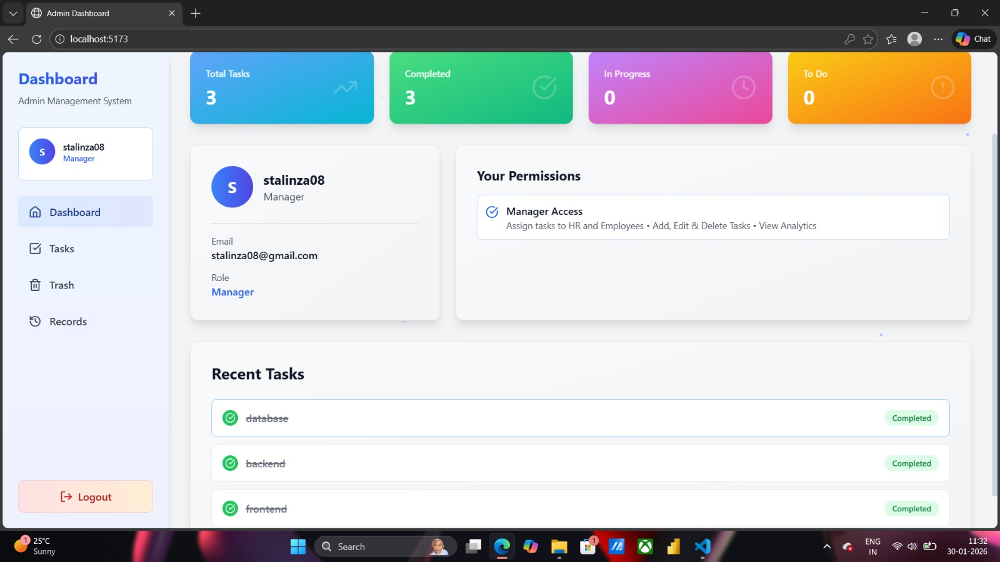 Admin Dashboard
localhost:5173
Chat
Dashboard
Admin Management System
S
stalinza08
Manager
Dashboard
Tasks
Trash
Records
Logout
Total Tasks
3
Completed
3
In Progress
0
To Do
0
S
stalinza08
Manager
Email
stalinza08@gmail.com
Role
Manager
Your Permissions
Manager Access
Assign tasks to HR and Employees • Add, Edit & Delete Tasks • View Analytics
Recent Tasks
database
Completed
backend
Completed
frontend
Completed
1
25°C
Sunny
Search
1
ENG
IN
11:32
30-01-2026